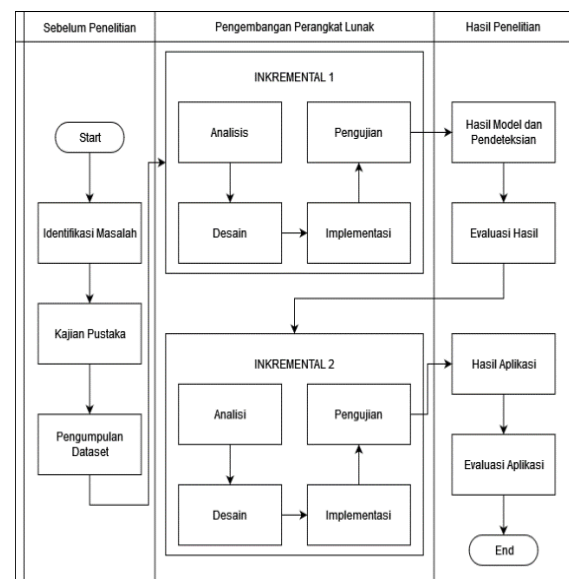 Sebelum Penelitian
Pengembangan Perangkat Lunak
Hasil Penelitian
Start
Identifikasi Masalah
Kajian Pustaka
Pengumpulan
Dataset
INKREMENTAL 1
Analisis
Pengujian
Desain
Implementasi
Hasil Model dan
Pendeteksian
Evaluasi Hasil
INKREMENTAL 2
Analisi
Pengujian
Desain
Implementasi
Hasil Aplikasi
Evaluasi Aplikasi
End